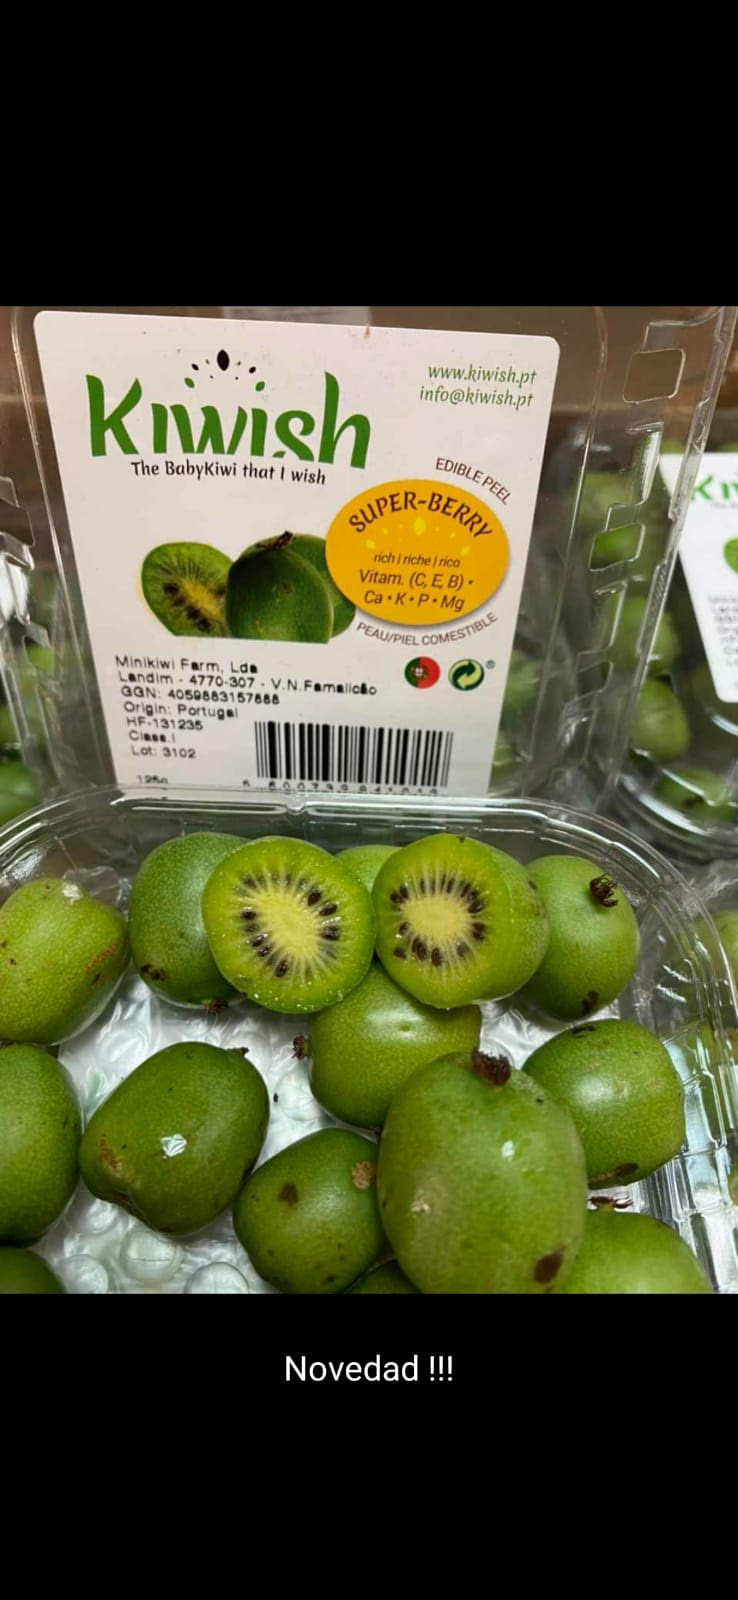 Kiwish
The BabyKiwi that I wish
www.kiwish.pt
info@kiwish.pt
EDIBLE PEEL
SUPER-BERRY
rich | riche | rico
Vitam. (C, E, B) •
Ca • K • P • Mg
PEAU/PIEL COMESTIBLE
Minikiwi Farm, Lda
Landim - 4770-307 - V.N.Famalicão
GGN: 4059883157688
Origin: Portugal
HF-131235
Class.I
Lot: 3102
125g
Novedad !!!